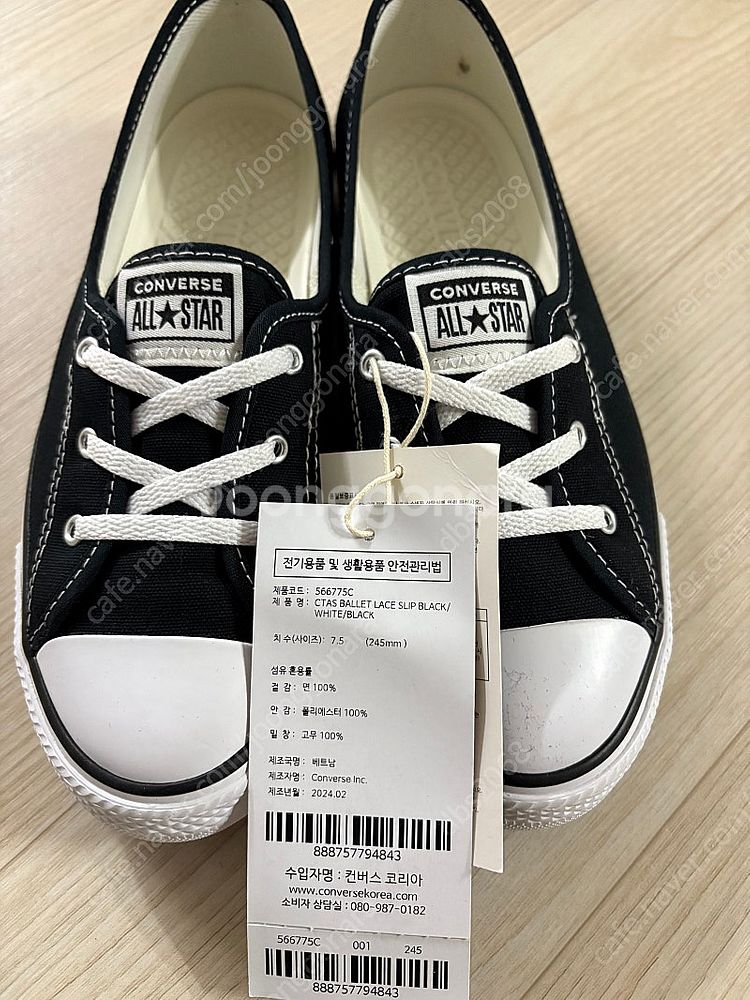 CONVERSE
ALL★STAR
CONVERSE
ALL★STAR
전기용품 및 생활용품 안전관리법
제품코드 : 566775C
제 품 명 : CTAS BALLET LACE SLIP BLACK/
WHITE/BLACK
치 수(사이즈) : 7.5 (245mm )
섬유 혼용률
겉 감 : 면 100%
안 감 : 폴리에스터 100%
밑 창 : 고무 100%
제조국명 : 베트남
제조자명 : Converse Inc.
제조년월 : 2024.02
888757794843
수입자명 : 컨버스 코리아
www.conversekorea.com
소비자 상담실 : 080-987-0182
566775C 001 245
888757794843
joonggonara
cafe.naver.com/joonggonara